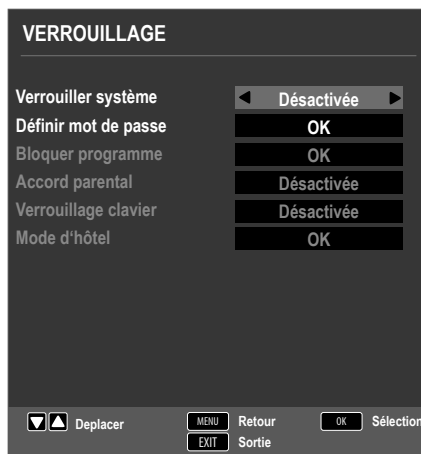 VERROUILLAGE
Verrouiller système Désactivée
Définir mot de passe OK
Bloquer programme OK
Accord parental Désactivée
Verrouillage clavier Désactivée
Mode d‘hôtel OK
Deplacer MENU Retour OK Sélection
EXIT Sortie